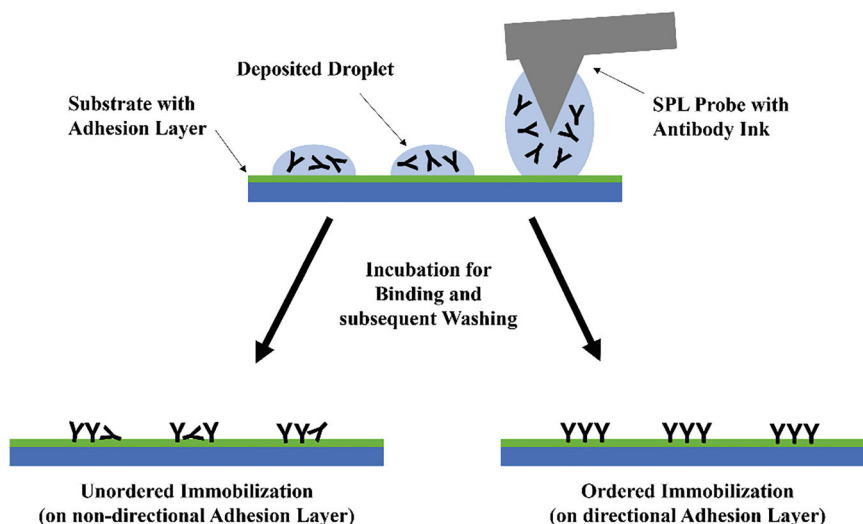 Deposited Droplet
Substrate with
Adhesion Layer
SPL Probe with
Antibody Ink
Incubation for
Binding and
subsequent Washing
Unordered Immobilization
(on non-directional Adhesion Layer)
Ordered Immobilization
(on directional Adhesion Layer)